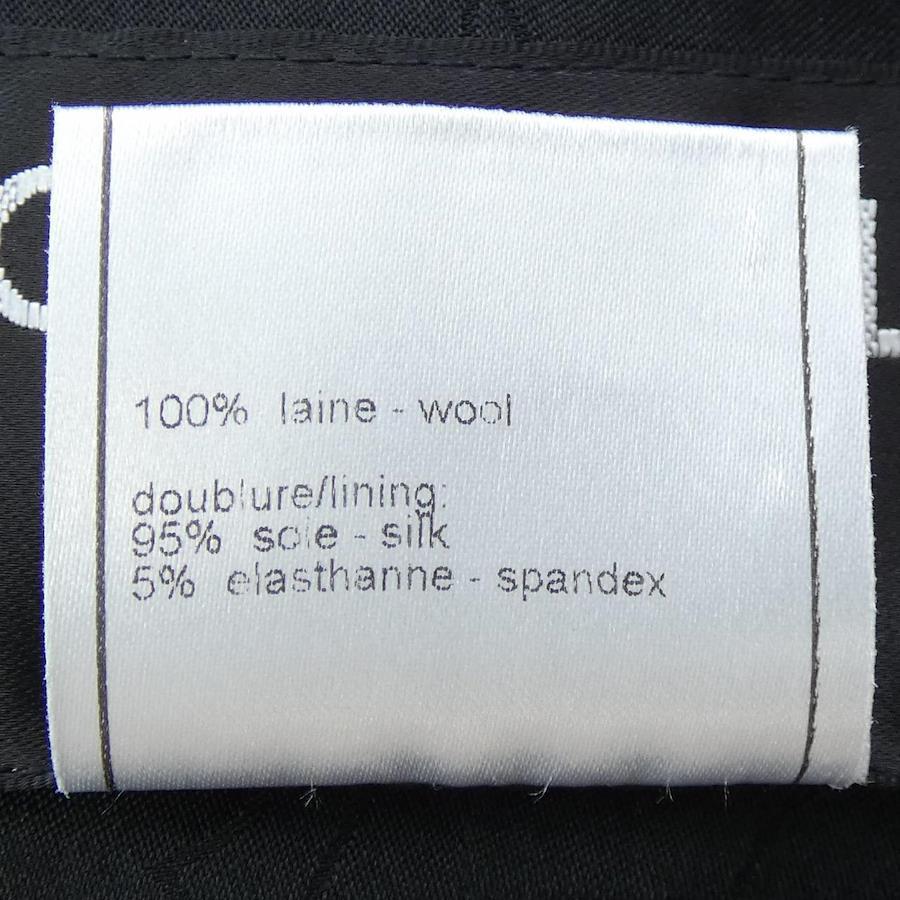 100% laine - wool
doublure/lining:
95% soie - silk
5% elasthanne - spandex